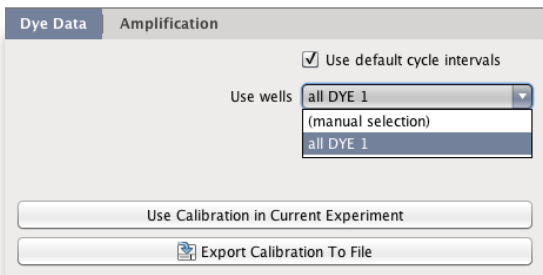 Dye Data Amplification
Use default cycle intervals
Use wells all DYE 1
(manual selection)
all DYE 1
Use Calibration in Current Experiment
Export Calibration To File